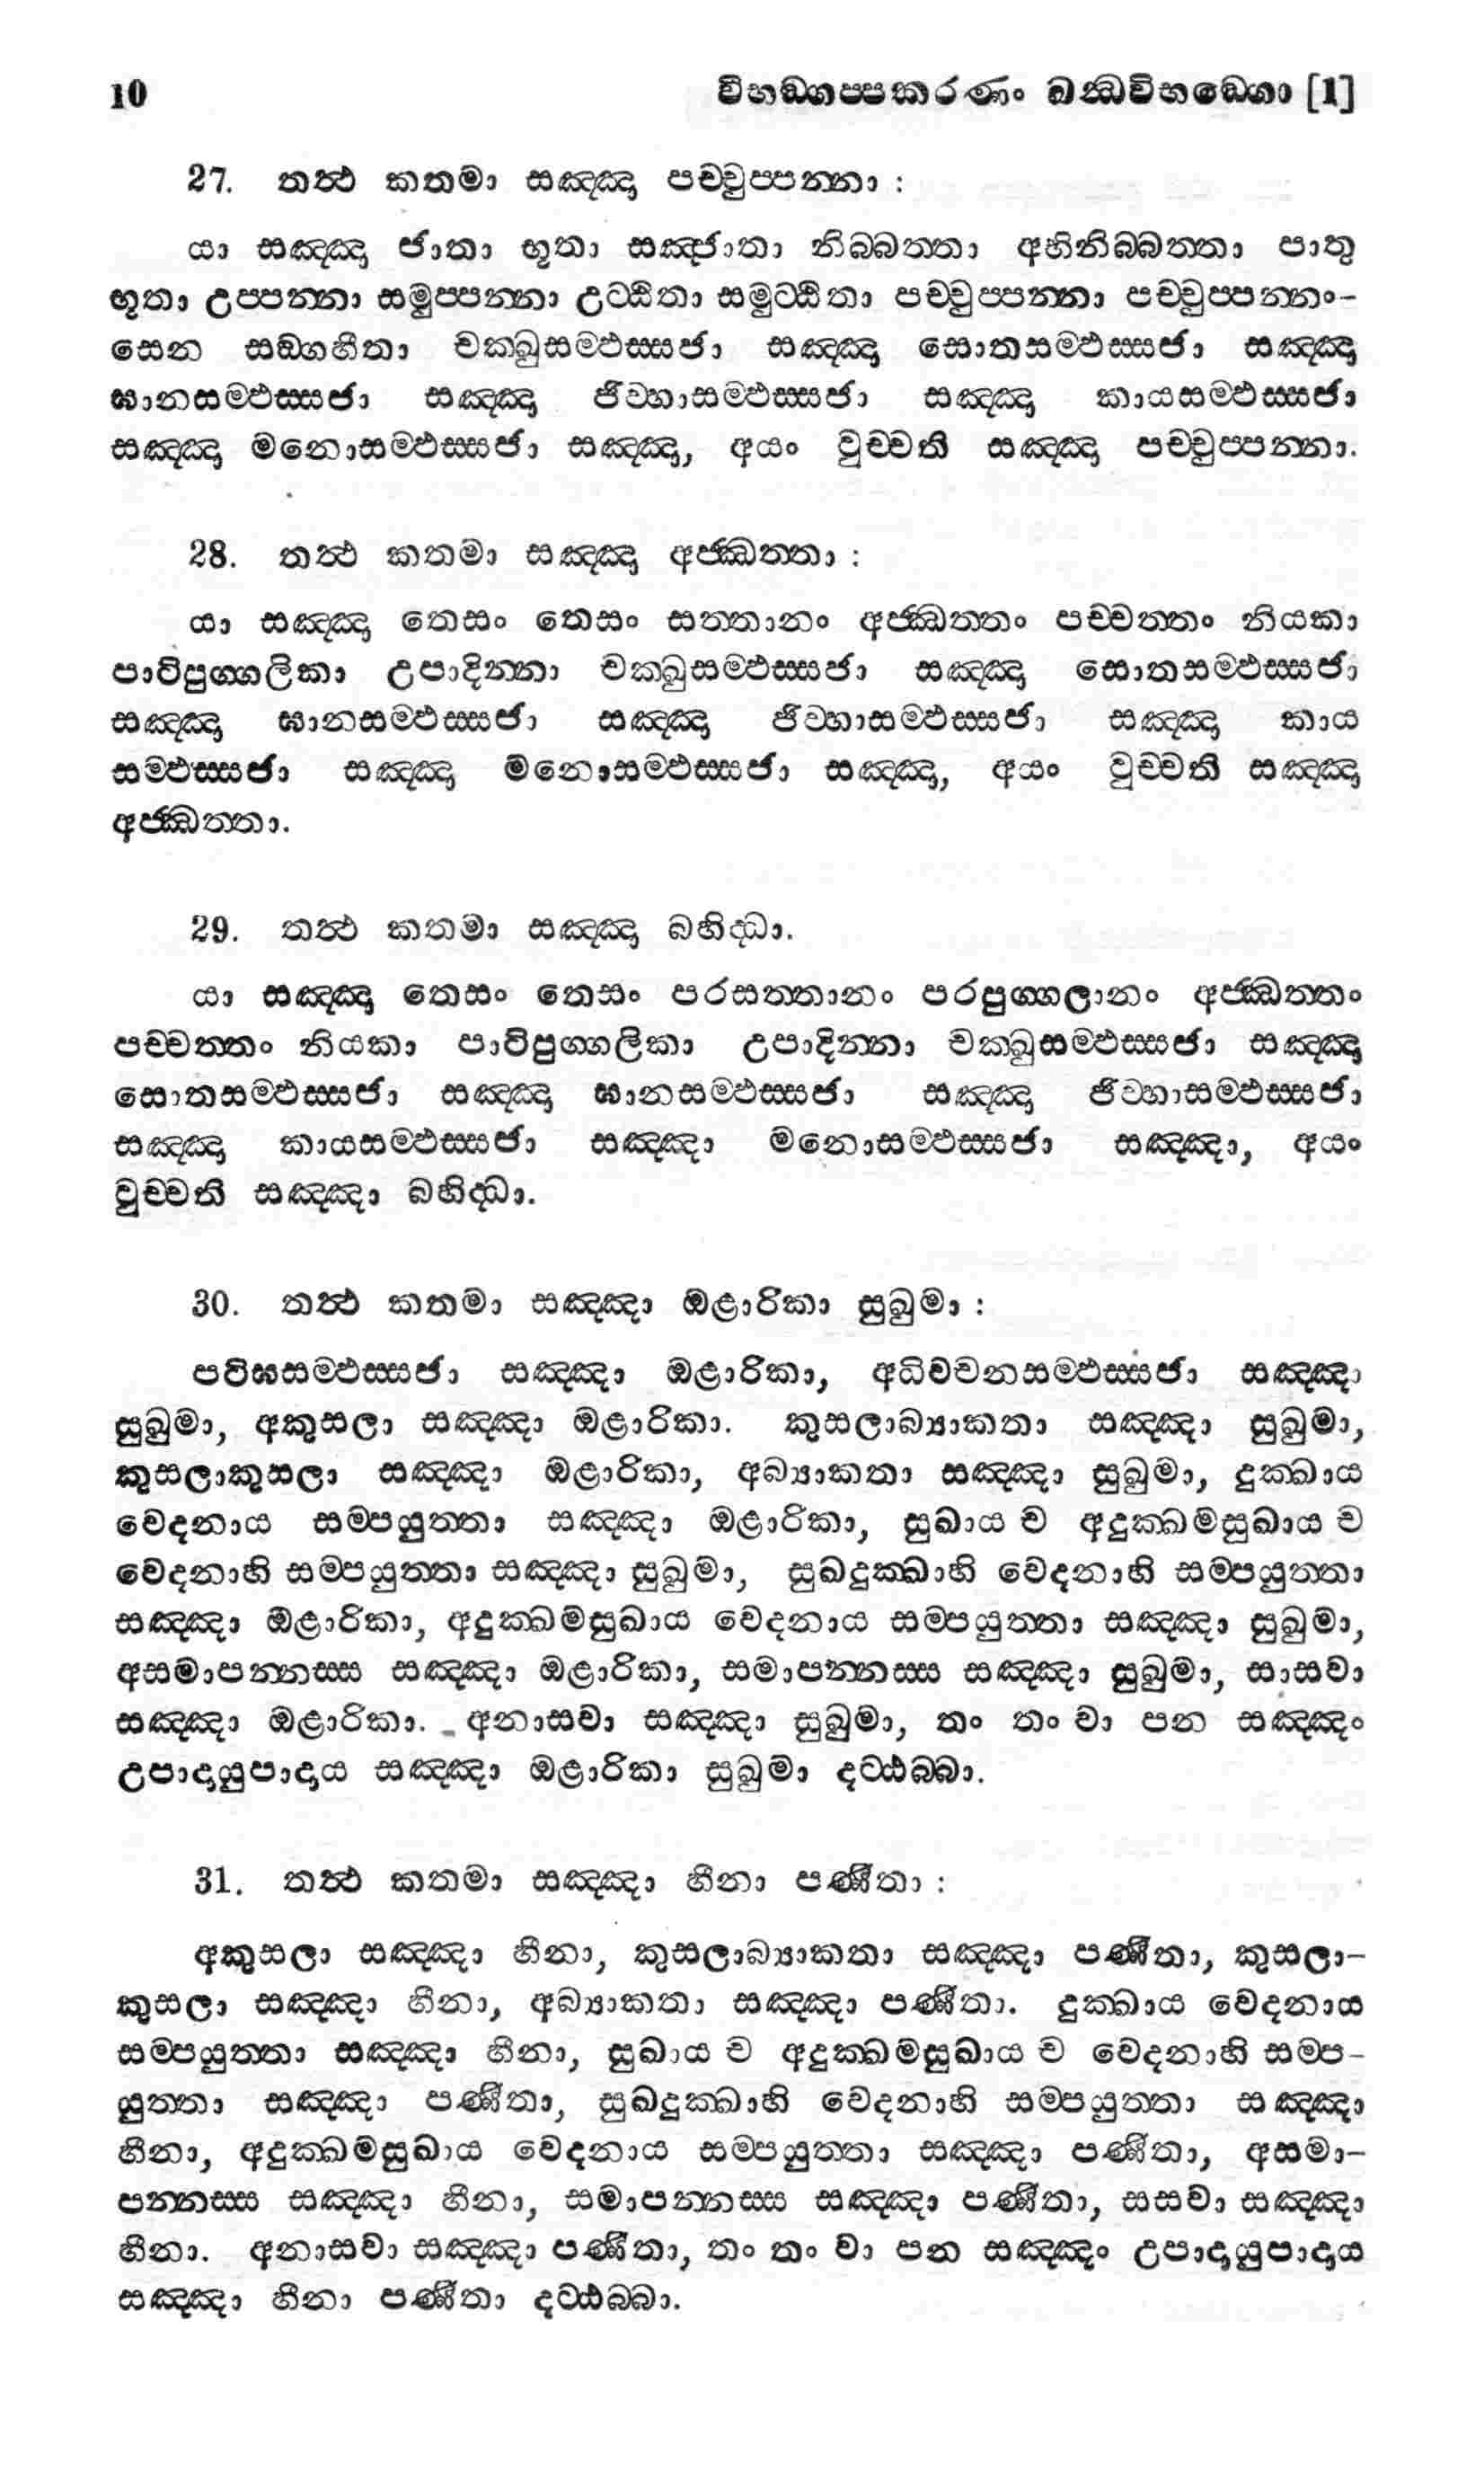 10 විභඞ්ගප්පකරණං ඛන්ධවිභඞ්ගො [1]
27. තත්ථ කතමා සඤ්ඤා පච්චුප්පන්නා :
යා සඤ්ඤා ජාතා භූතා සඤ්ජාතා නිබ්බත්තා අභිනිබ්බත්තා පාතු
භූතා උප්පන්නා සමුප්පන්නා උට්ඨිතා සමුට්ඨිතා පච්චුප්පන්නා පච්චුප්පන්නං-
සෙන සඞ්ගහීතා චක්ඛුසම්ඵස්සජා සඤ්ඤා සොතසම්ඵස්සජා සඤ්ඤා
ඝානසම්ඵස්සජා සඤ්ඤා ජිව්හාසම්ඵස්සජා සඤ්ඤා කායසම්ඵස්සජා
සඤ්ඤා මනොසම්ඵස්සජා සඤ්ඤා, අයං වුච්චති සඤ්ඤා පච්චුප්පන්නා.
28. තත්ථ කතමා සඤ්ඤා අජ්ඣත්තා :
යා සඤ්ඤා තෙසං තෙසං සත්තානං අජ්ඣත්තං පච්චත්තං නියකා
පාටිපුග්ගලිකා උපාදින්නා චක්ඛුසම්ඵස්සජා සඤ්ඤා සොතසම්ඵස්සජා
සඤ්ඤා ඝානසම්ඵස්සජා සඤ්ඤා ජිව්හාසම්ඵස්සජා සඤ්ඤා කාය
සම්ඵස්සජා සඤ්ඤා මනොසම්ඵස්සජා සඤ්ඤා, අයං වුච්චති සඤ්ඤා
අජ්ඣත්තා.
29. තත්ථ කතමා සඤ්ඤා බහිද්ධා.
යා සඤ්ඤා තෙසං තෙසං පරසත්තානං පරපුග්ගලානං අජ්ඣත්තං
පච්චත්තං නියකා පාටිපුග්ගලිකා උපාදින්නා චක්ඛුසම්ඵස්සජා සඤ්ඤා
සොතසම්ඵස්සජා සඤ්ඤා ඝානසම්ඵස්සජා සඤ්ඤා ජිව්හාසම්ඵස්සජා
සඤ්ඤා කායසම්ඵස්සජා සඤ්ඤා මනොසම්ඵස්සජා සඤ්ඤා, අයං
වුච්චති සඤ්ඤා බහිද්ධා.
30. තත්ථ කතමා සඤ්ඤා ඔළාරිකා සුඛුමා :
පටිඝසම්ඵස්සජා සඤ්ඤා ඔළාරිකා, අධිවචනසම්ඵස්සජා සඤ්ඤා
සුඛුමා, අකුසලා සඤ්ඤා ඔළාරිකා. කුසලාබ්‍යාකතා සඤ්ඤා සුඛුමා,
කුසලාකුසලා සඤ්ඤා ඔළාරිකා, අබ්‍යාකතා සඤ්ඤා සුඛුමා, දුක්ඛාය
වෙදනාය සම්පයුත්තා සඤ්ඤා ඔළාරිකා, සුඛාය ච අදුක්ඛමසුඛාය ච
වෙදනාහි සම්පයුත්තා සඤ්ඤා සුඛුමා, සුඛදුක්ඛාහි වෙදනාහි සම්පයුත්තා
සඤ්ඤා ඔළාරිකා, අදුක්ඛමසුඛාය වෙදනාය සම්පයුත්තා සඤ්ඤා සුඛුමා,
අසමාපන්නස්ස සඤ්ඤා ඔළාරිකා, සමාපන්නස්ස සඤ්ඤා සුඛුමා, සාසවා
සඤ්ඤා ඔළාරිකා. අනාසවා සඤ්ඤා සුඛුමා, තං තං වා පන සඤ්ඤං
උපාදායුපාදාය සඤ්ඤා ඔළාරිකා සුඛුමා දට්ඨබ්බා.
31. තත්ථ කතමා සඤ්ඤා හීනා පණීතා :
අකුසලා සඤ්ඤා හීනා, කුසලාබ්‍යාකතා සඤ්ඤා පණීතා, කුසලා-
කුසලා සඤ්ඤා හීනා, අබ්‍යාකතා සඤ්ඤා පණීතා. දුක්ඛාය වෙදනාය
සම්පයුත්තා සඤ්ඤා හීනා, සුඛාය ච අදුක්ඛමසුඛාය ච වෙදනාහි සම්ප-
යුත්තා සඤ්ඤා පණීතා, සුඛදුක්ඛාහි වෙදනාහි සම්පයුත්තා සඤ්ඤා
හීනා, අදුක්ඛමසුඛාය වෙදනාය සම්පයුත්තා සඤ්ඤා පණීතා, අසමා-
පන්නස්ස සඤ්ඤා හීනා, සමාපන්නස්ස සඤ්ඤා පණීතා, සසවා සඤ්ඤා
හීනා. අනාසවා සඤ්ඤා පණීතා, තං තං වා පන සඤ්ඤං උපාදායුපාදාය
සඤ්ඤා හීනා පණීතා දට්ඨබ්බා.